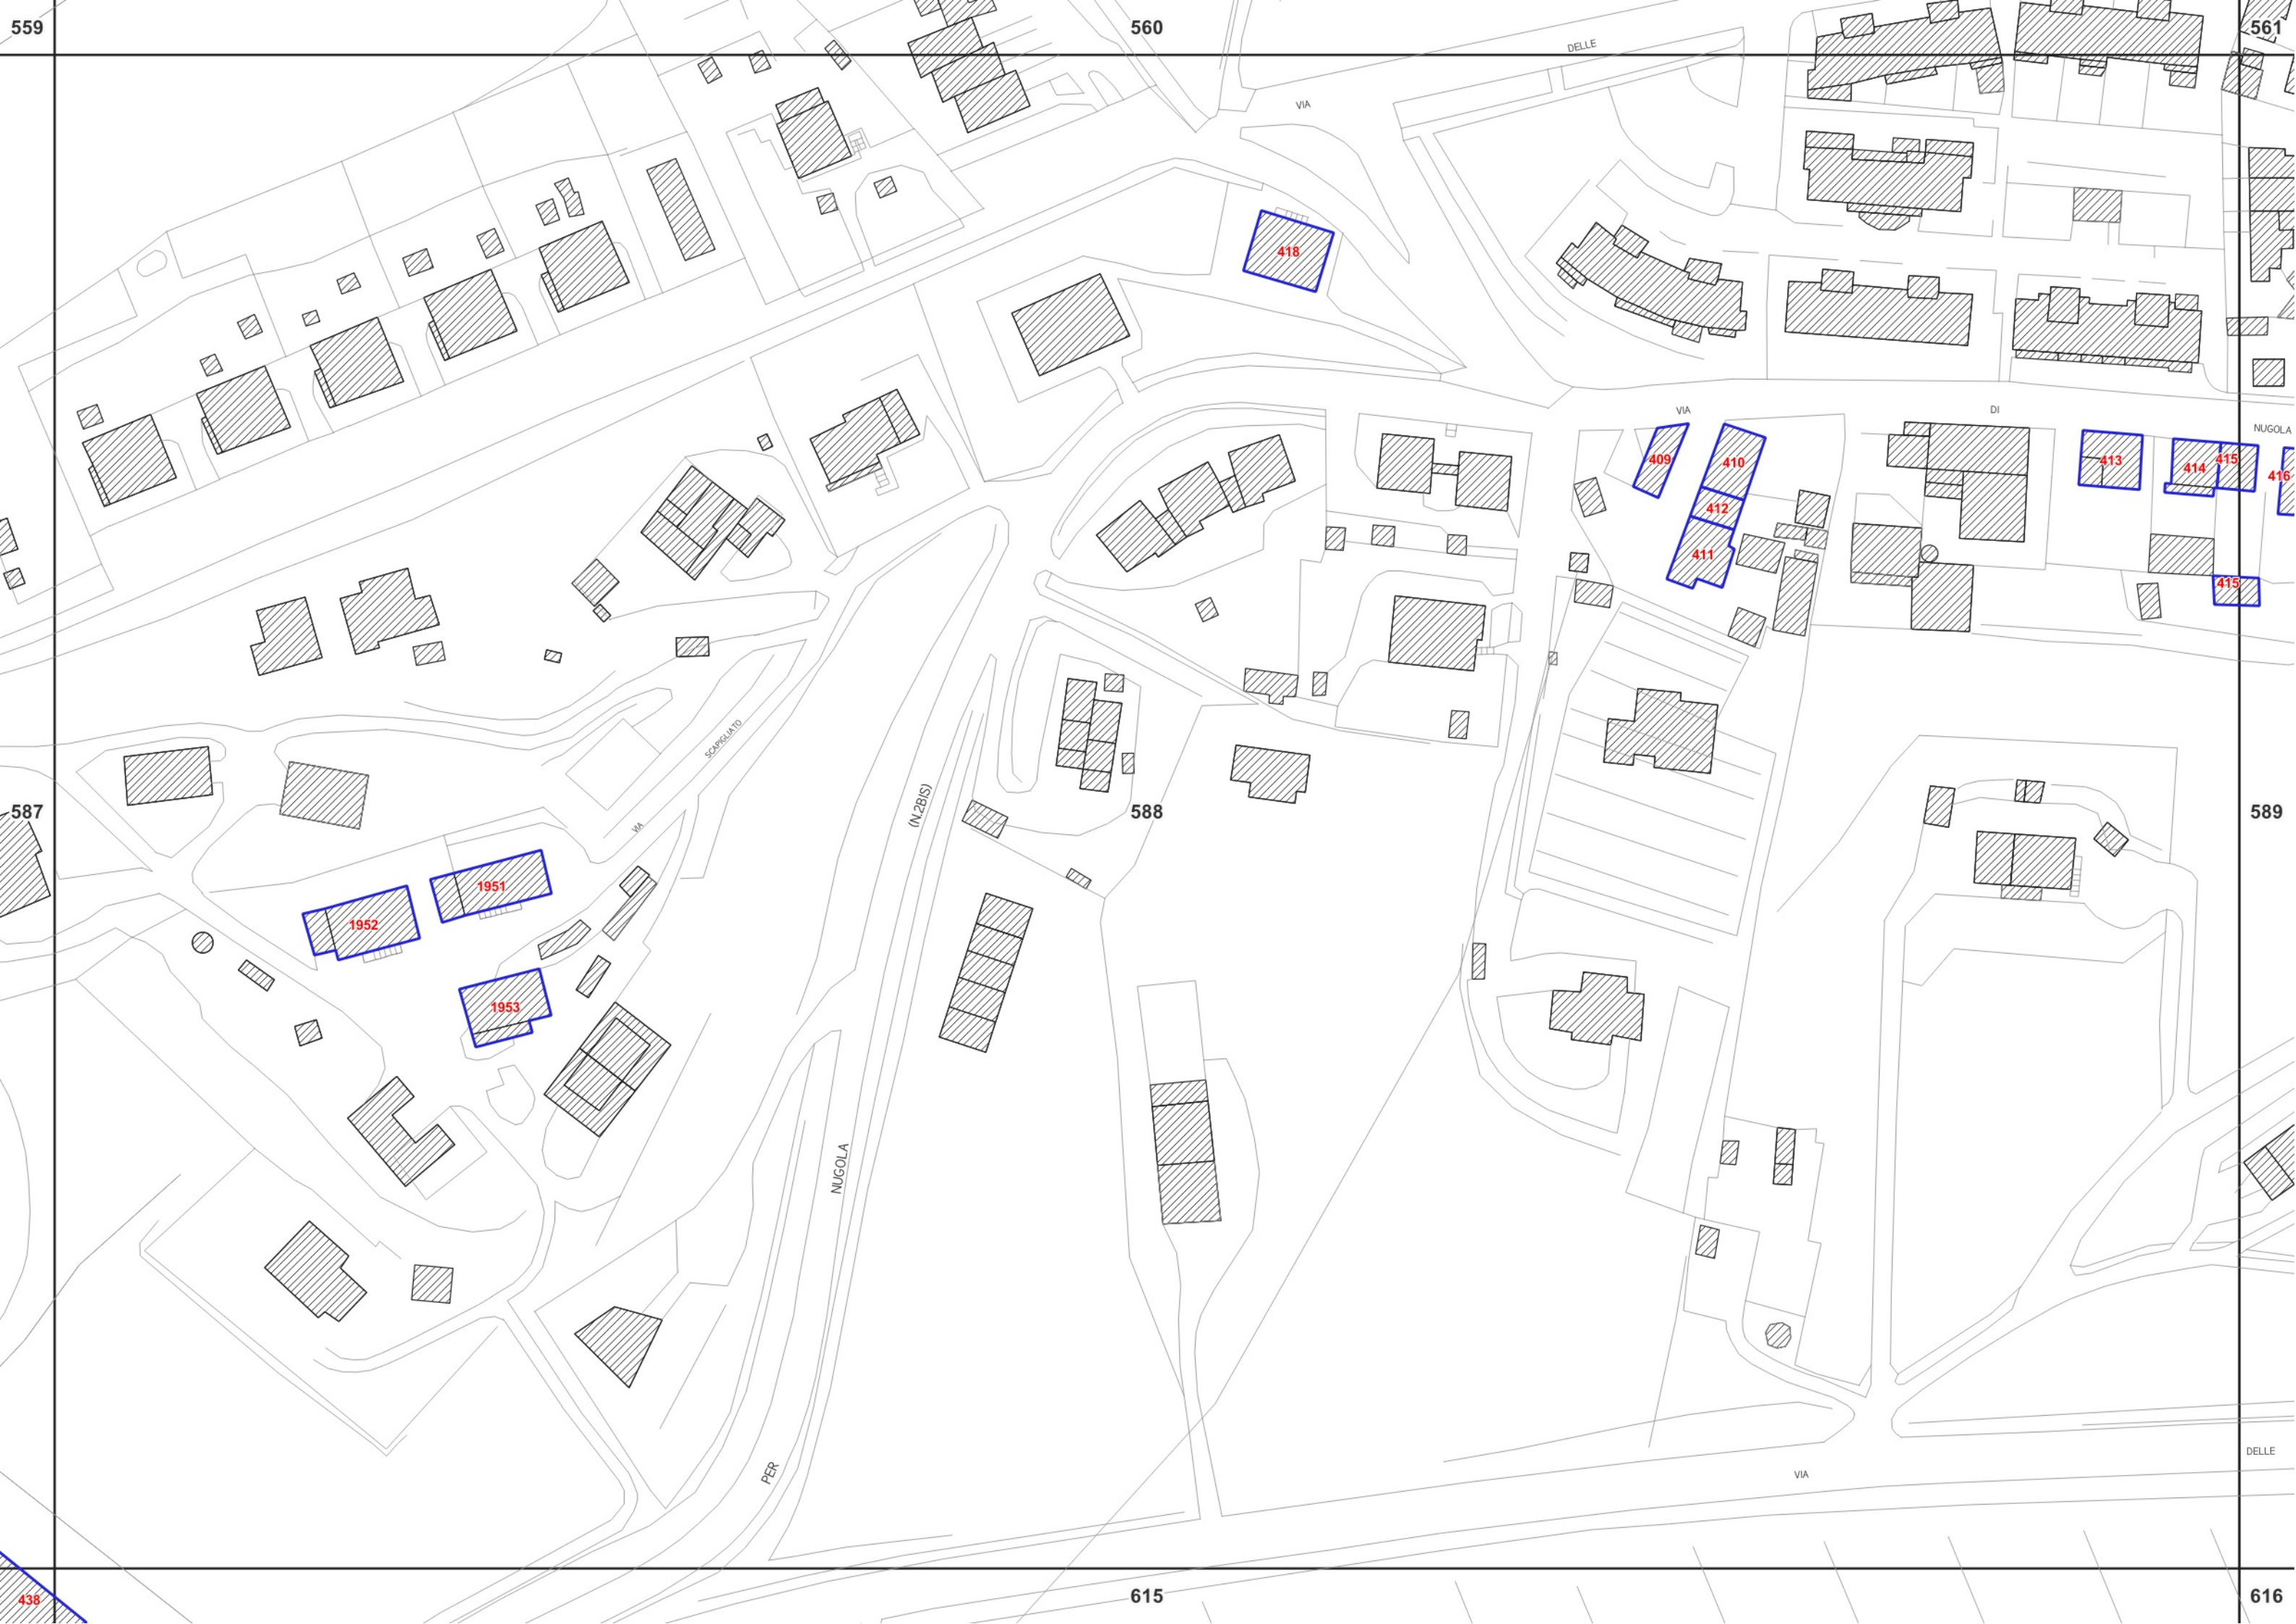 559
560
561
DELLE
VIA
418
VIA
DI
NUGOLA
409
410
413
414
415
416
412
411
415
SCAPIGLIATO
VIA
(N.2BIS)
587
588
589
1951
1952
1953
NUGOLA
PER
DELLE
VIA
438
615
616